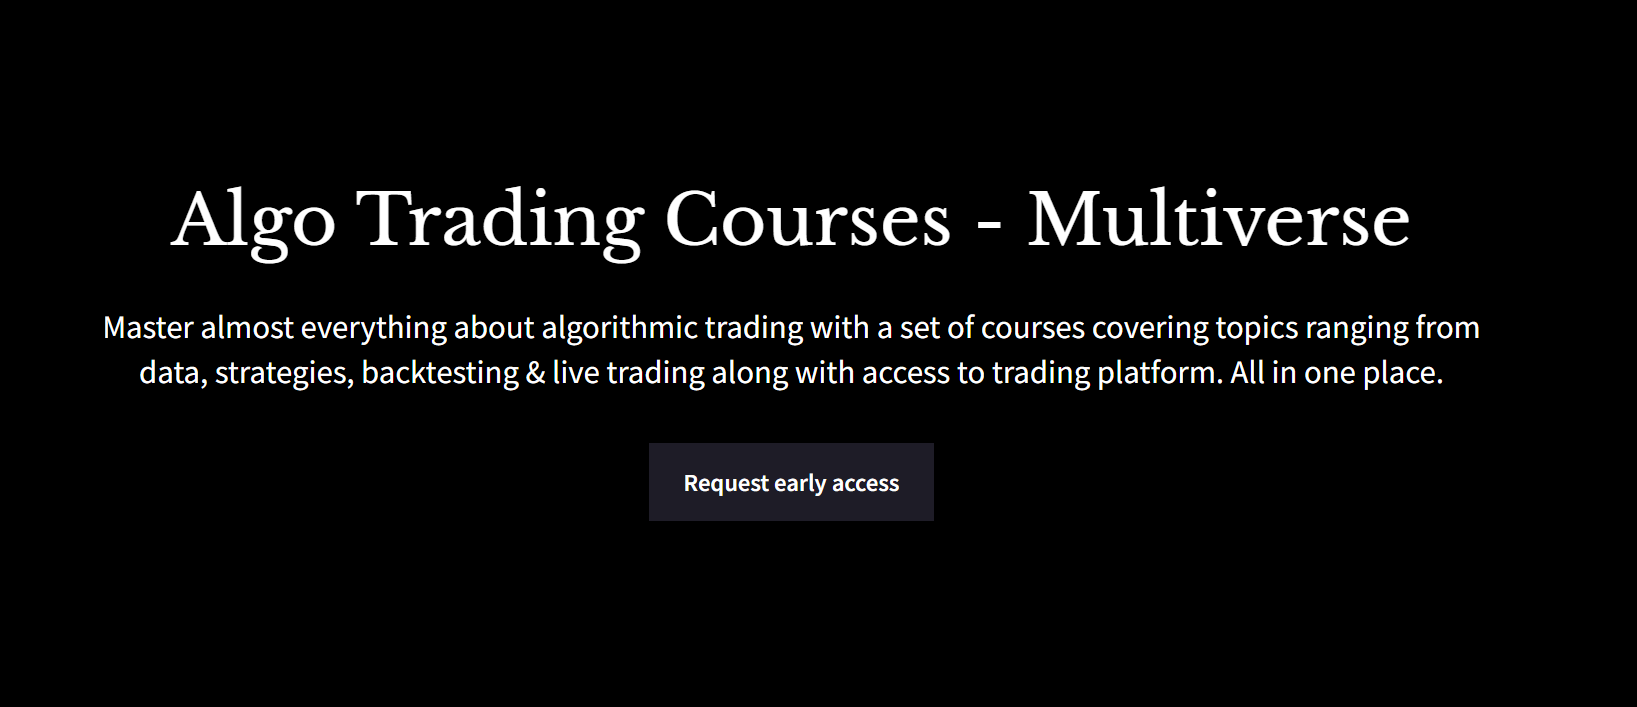 Algo Trading Courses - Multiverse
Master almost everything about algorithmic trading with a set of courses covering topics ranging from
data, strategies, backtesting & live trading along with access to trading platform. All in one place.
Request early access